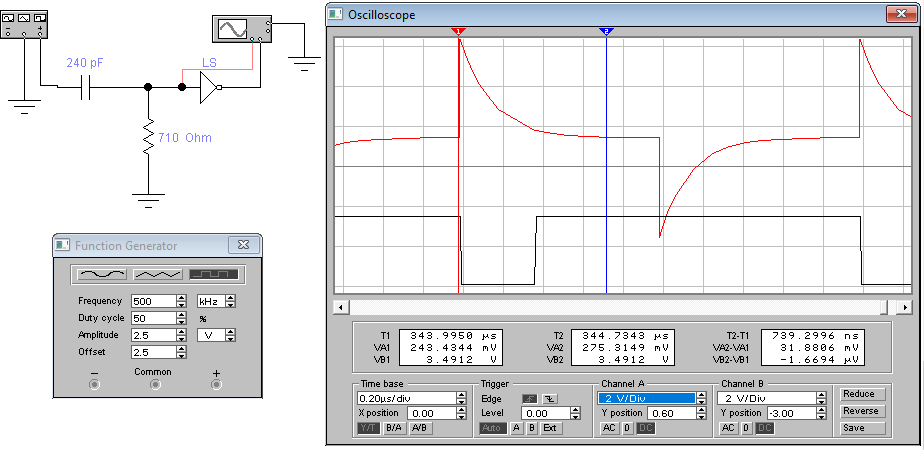 Oscilloscope
1
2
240 pF
LS
710 Ohm
Function Generator
Frequency 500 kHz
Duty cycle 50 %
Amplitude 2.5 V
Offset 2.5
− Common +
T1 343.9950 µs
VA1 243.4344 mV
VB1 3.4912 V
T2 344.7343 µs
VA2 275.3149 mV
VB2 3.4912 V
T2-T1 739.2996 ns
VA2-VA1 31.8806 mV
VB2-VB1 -1.6694 µV
Time base
0.20µs/div
X position 0.00
Y/T B/A A/B
Trigger
Edge
Level 0.00
Auto A B Ext
Channel A
2 V/Div
Y position 0.60
AC 0 DC
Channel B
2 V/Div
Y position -3.00
AC 0 DC
Reduce
Reverse
Save